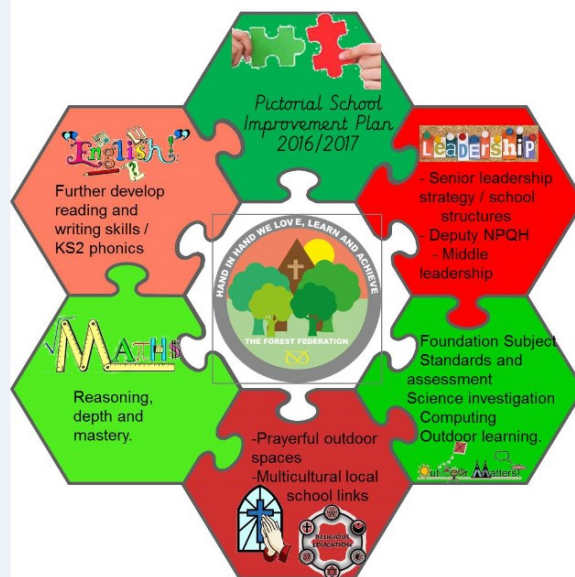 Pictorial School
Improvement Plan
2016/2017
English!
Further develop
reading and
writing skills /
KS2 phonics
LEADERSHIP
- Senior leadership
strategy / school
structures
- Deputy NPQH
- Middle
leadership
HAND IN HAND WE LOVE, LEARN AND ACHIEVE
THE FOREST FEDERATION
MATHS
Reasoning,
depth and
mastery.
Foundation Subject
Standards and
assessment
Science investigation
Computing
Outdoor learning.
Outdoor Matters!
-Prayerful outdoor
spaces
-Multicultural local
school links
RELIGIOUS
EDUCATION